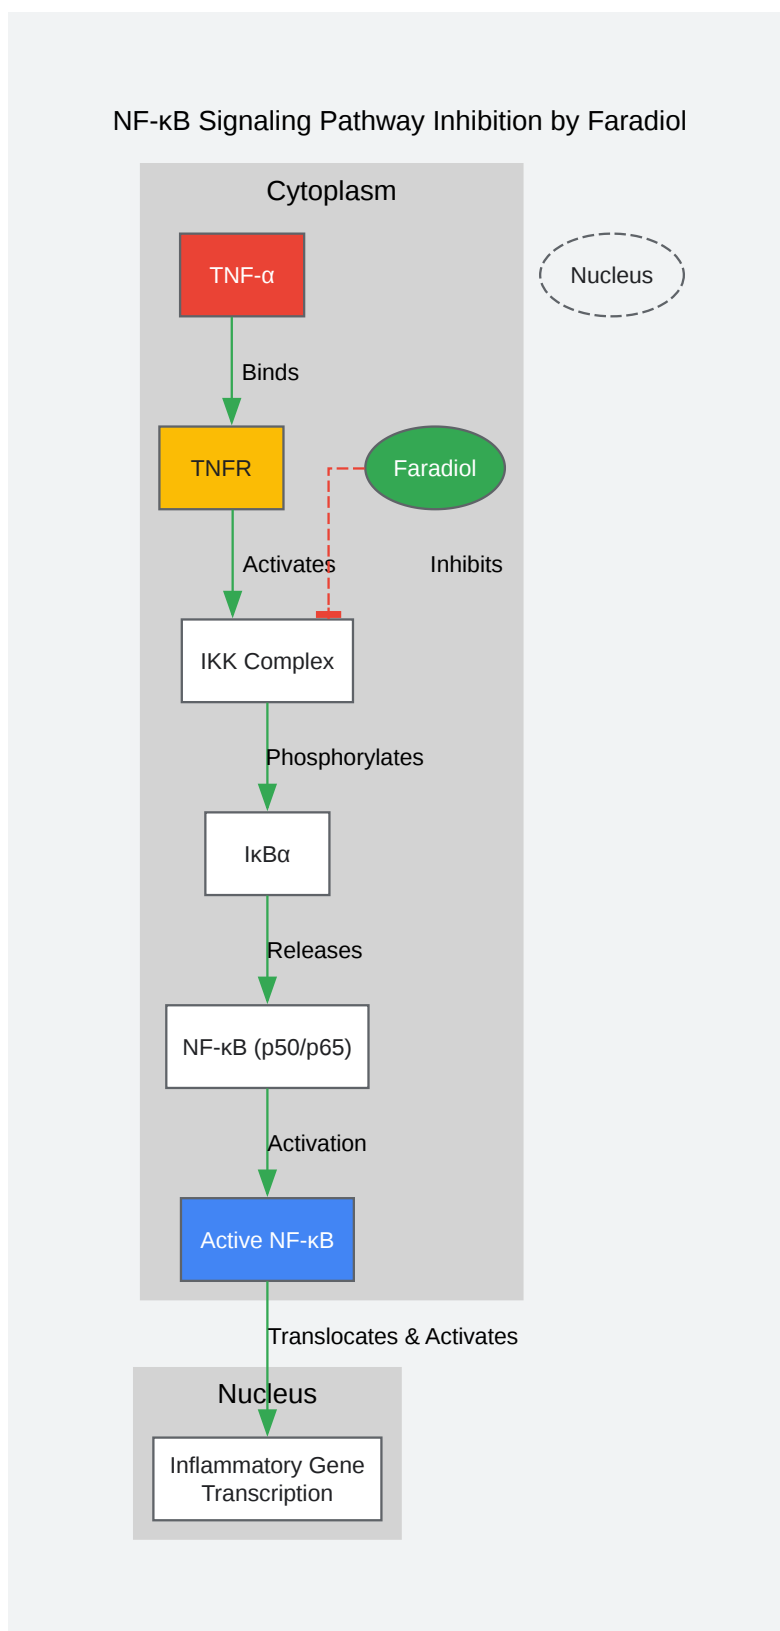 NF-κB Signaling Pathway Inhibition by Faradiol
Cytoplasm
TNF-α
Nucleus
Binds
TNFR
Faradiol
Activates
Inhibits
IKK Complex
Phosphorylates
IκBα
Releases
NF-κB (p50/p65)
Activation
Active NF-κB
Translocates & Activates
Nucleus
Inflammatory Gene
Transcription